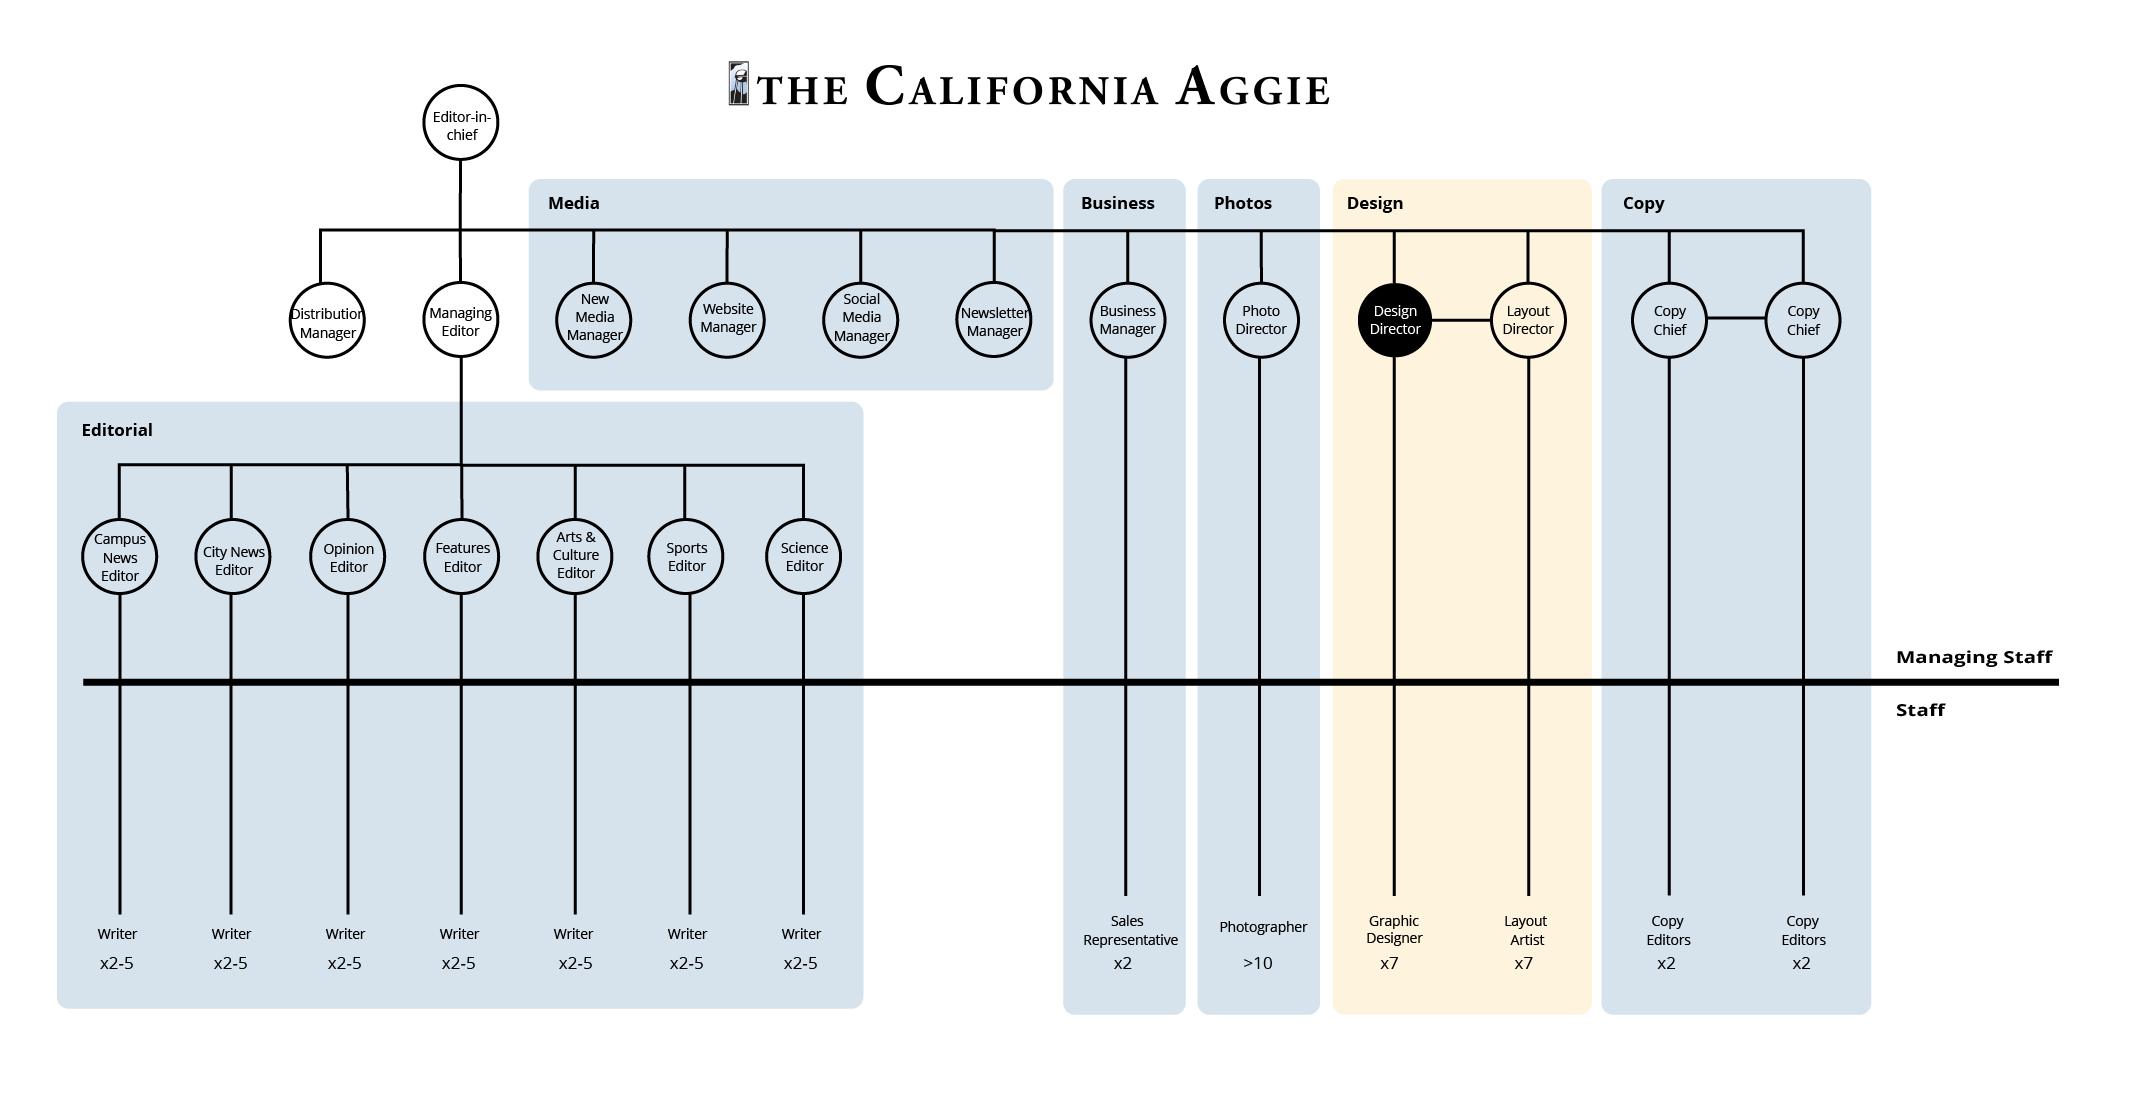 THE CALIFORNIA AGGIE
Editor-in-
chief
Media
Business
Photos
Design
Copy
Distribution
Manager
Managing
Editor
New
Media
Manager
Website
Manager
Social
Media
Manager
Newsletter
Manager
Business
Manager
Photo
Director
Design
Director
Layout
Director
Copy
Chief
Copy
Chief
Editorial
Campus
News
Editor
City News
Editor
Opinion
Editor
Features
Editor
Arts &
Culture
Editor
Sports
Editor
Science
Editor
Managing Staff
Staff
Writer
x2-5
Writer
x2-5
Writer
x2-5
Writer
x2-5
Writer
x2-5
Writer
x2-5
Writer
x2-5
Sales
Representative
x2
Photographer
>10
Graphic
Designer
x7
Layout
Artist
x7
Copy
Editors
x2
Copy
Editors
x2